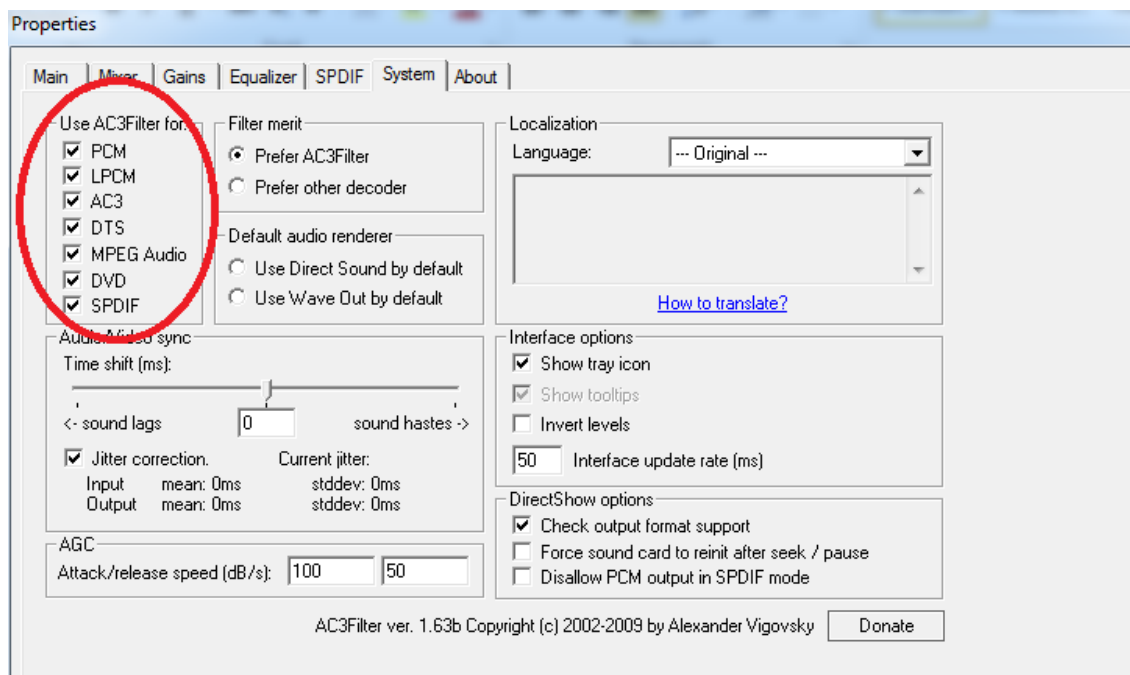 Properties
Main Mixer Gains Equalizer SPDIF System About
Use AC3Filter for:
PCM
LPCM
AC3
DTS
MPEG Audio
DVD
SPDIF
Filter merit
Prefer AC3Filter
Prefer other decoder
Default audio renderer
Use Direct Sound by default
Use Wave Out by default
Localization
Language: --- Original ---
How to translate?
Audio/Video sync
Time shift (ms):
<- sound lags 0 sound hastes ->
Jitter correction. Current jitter:
Input mean: 0ms stddev: 0ms
Output mean: 0ms stddev: 0ms
AGC
Attack/release speed (dB/s): 100 50
Interface options
Show tray icon
Show tooltips
Invert levels
50 Interface update rate (ms)
DirectShow options
Check output format support
Force sound card to reinit after seek / pause
Disallow PCM output in SPDIF mode
AC3Filter ver. 1.63b Copyright (c) 2002-2009 by Alexander Vigovsky Donate